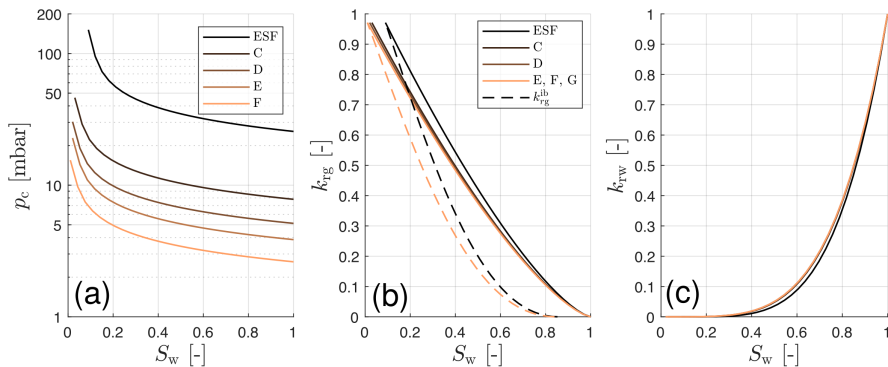 200
100
50
10
5
1
p_c [mbar]
ESF
C
D
E
F
(a)
0
0.2
0.4
0.6
0.8
1
S_w [-]
1
0.9
0.8
0.7
0.6
0.5
0.4
0.3
0.2
0.1
0
k_rg [-]
ESF
C
D
E, F, G
k_rg^ib
(b)
0
0.2
0.4
0.6
0.8
1
S_w [-]
1
0.9
0.8
0.7
0.6
0.5
0.4
0.3
0.2
0.1
0
k_rw [-]
(c)
0
0.2
0.4
0.6
0.8
1
S_w [-]